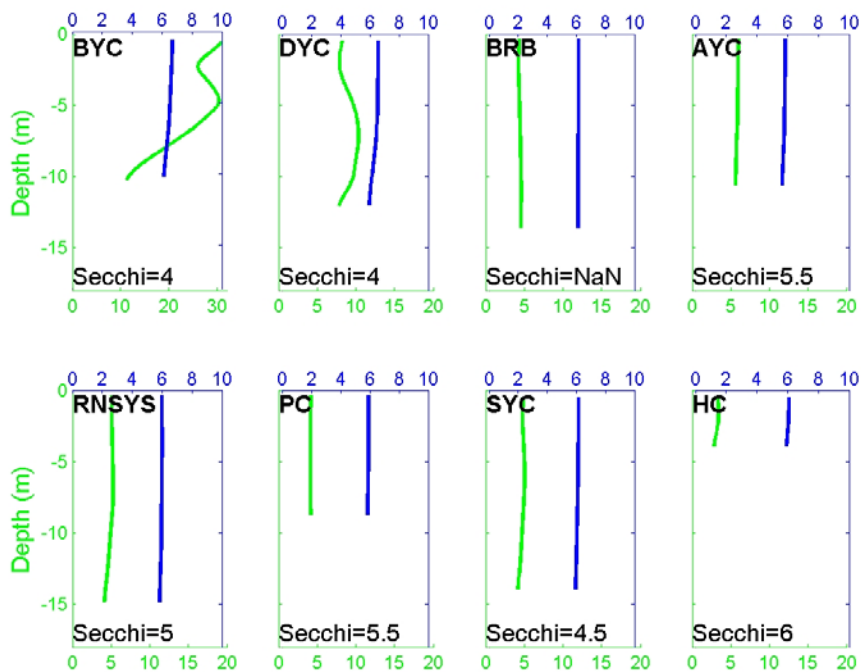 0 2 4 6 8 10
0 2 4 6 8 10
0 2 4 6 8 10
0 2 4 6 8 10
BYC
DYC
BRB
AYC
0
-5
-10
-15
Depth (m)
Secchi=4
Secchi=4
Secchi=NaN
Secchi=5.5
0 10 20 30
0 5 10 15 20
0 5 10 15 20
0 5 10 15 20
0 2 4 6 8 10
0 2 4 6 8 10
0 2 4 6 8 10
0 2 4 6 8 10
RNSYS
PC
SYC
HC
0
-5
-10
-15
Depth (m)
Secchi=5
Secchi=5.5
Secchi=4.5
Secchi=6
0 5 10 15 20
0 5 10 15 20
0 5 10 15 20
0 5 10 15 20